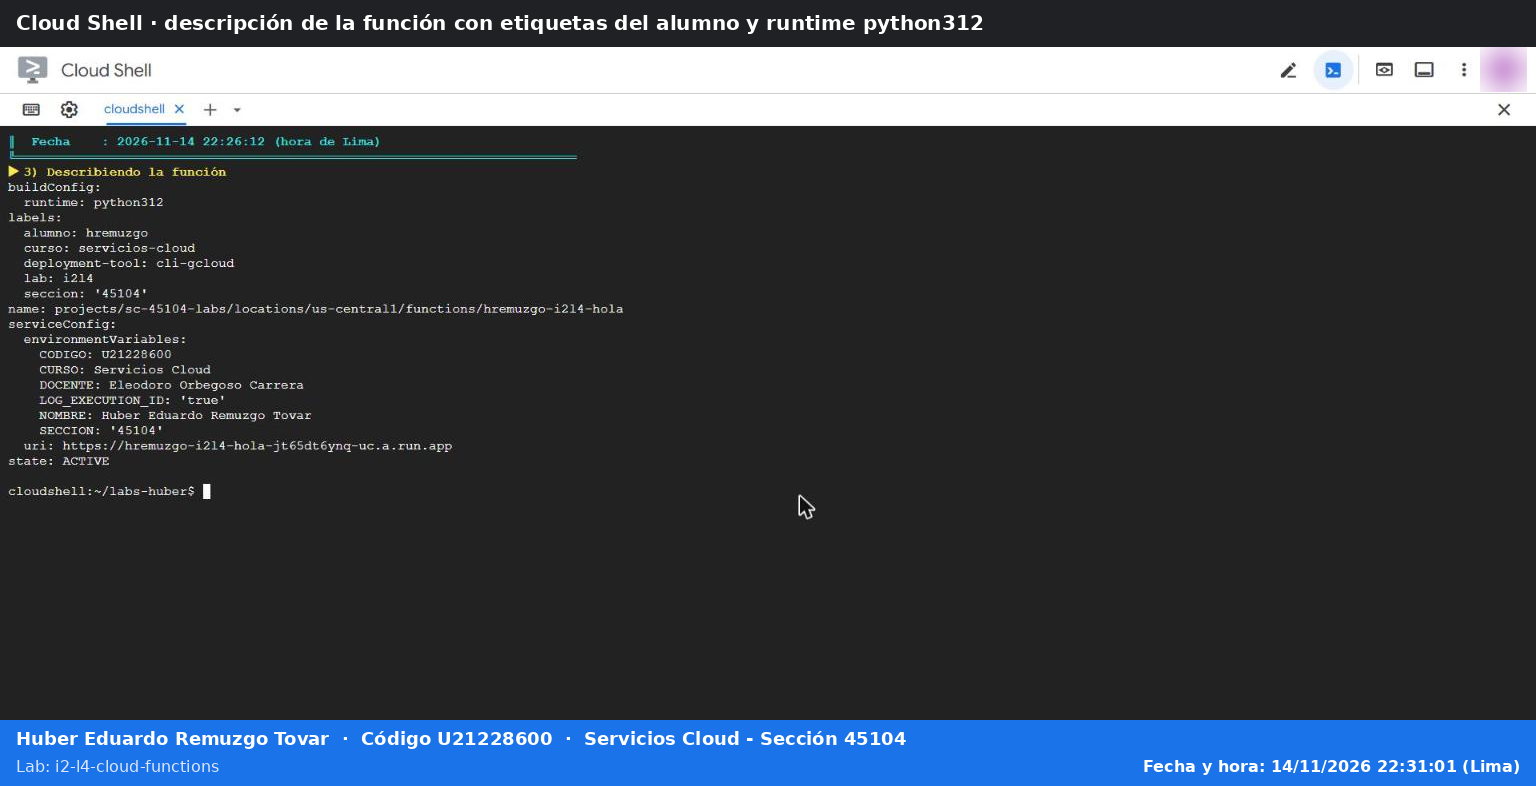 Cloud Shell · descripción de la función con etiquetas del alumno y runtime python312
Cloud Shell
cloudshell
Fecha    : 2026-11-14 22:26:12 (hora de Lima)
▶ 3) Describiendo la función
buildConfig:
  runtime: python312
labels:
  alumno: hremuzgo
  curso: servicios-cloud
  deployment-tool: cli-gcloud
  lab: i2l4
  seccion: '45104'
name: projects/sc-45104-labs/locations/us-central1/functions/hremuzgo-i2l4-hola
serviceConfig:
  environmentVariables:
    CODIGO: U21228600
    CURSO: Servicios Cloud
    DOCENTE: Eleodoro Orbegoso Carrera
    LOG_EXECUTION_ID: 'true'
    NOMBRE: Huber Eduardo Remuzgo Tovar
    SECCION: '45104'
  uri: https://hremuzgo-i2l4-hola-jt65dt6ynq-uc.a.run.app
state: ACTIVE
cloudshell:~/labs-huber$
Huber Eduardo Remuzgo Tovar · Código U21228600 · Servicios Cloud - Sección 45104
Lab: i2-l4-cloud-functions
Fecha y hora: 14/11/2026 22:31:01 (Lima)